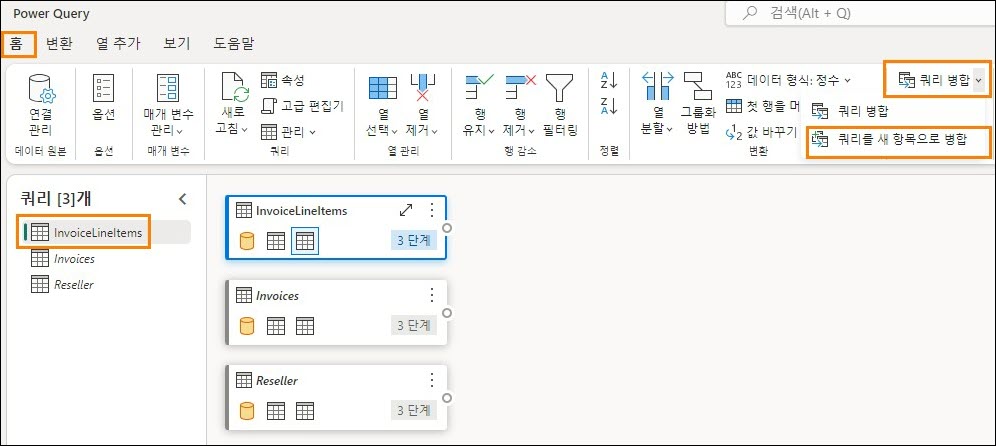 Power Query
검색(Alt + Q)
홈 변환 열 추가 보기 도움말
연결 관리
데이터 원본
옵션
옵션
매개 변수 관리
매개 변수
새로 고침
속성
고급 편집기
관리
쿼리
열 선택
열 제거
열 관리
행 유지
행 제거
행 필터링
행 감소
A Z
Z A
정렬
열 분할
그룹화 방법
ABC 123 데이터 형식: 정수
첫 행을 머
1 2 값 바꾸기
변환
쿼리 병합
쿼리 병합
쿼리를 새 항목으로 병합
쿼리 [3]개
InvoiceLineItems
Invoices
Reseller
InvoiceLineItems
3 단계
Invoices
3 단계
Reseller
3 단계